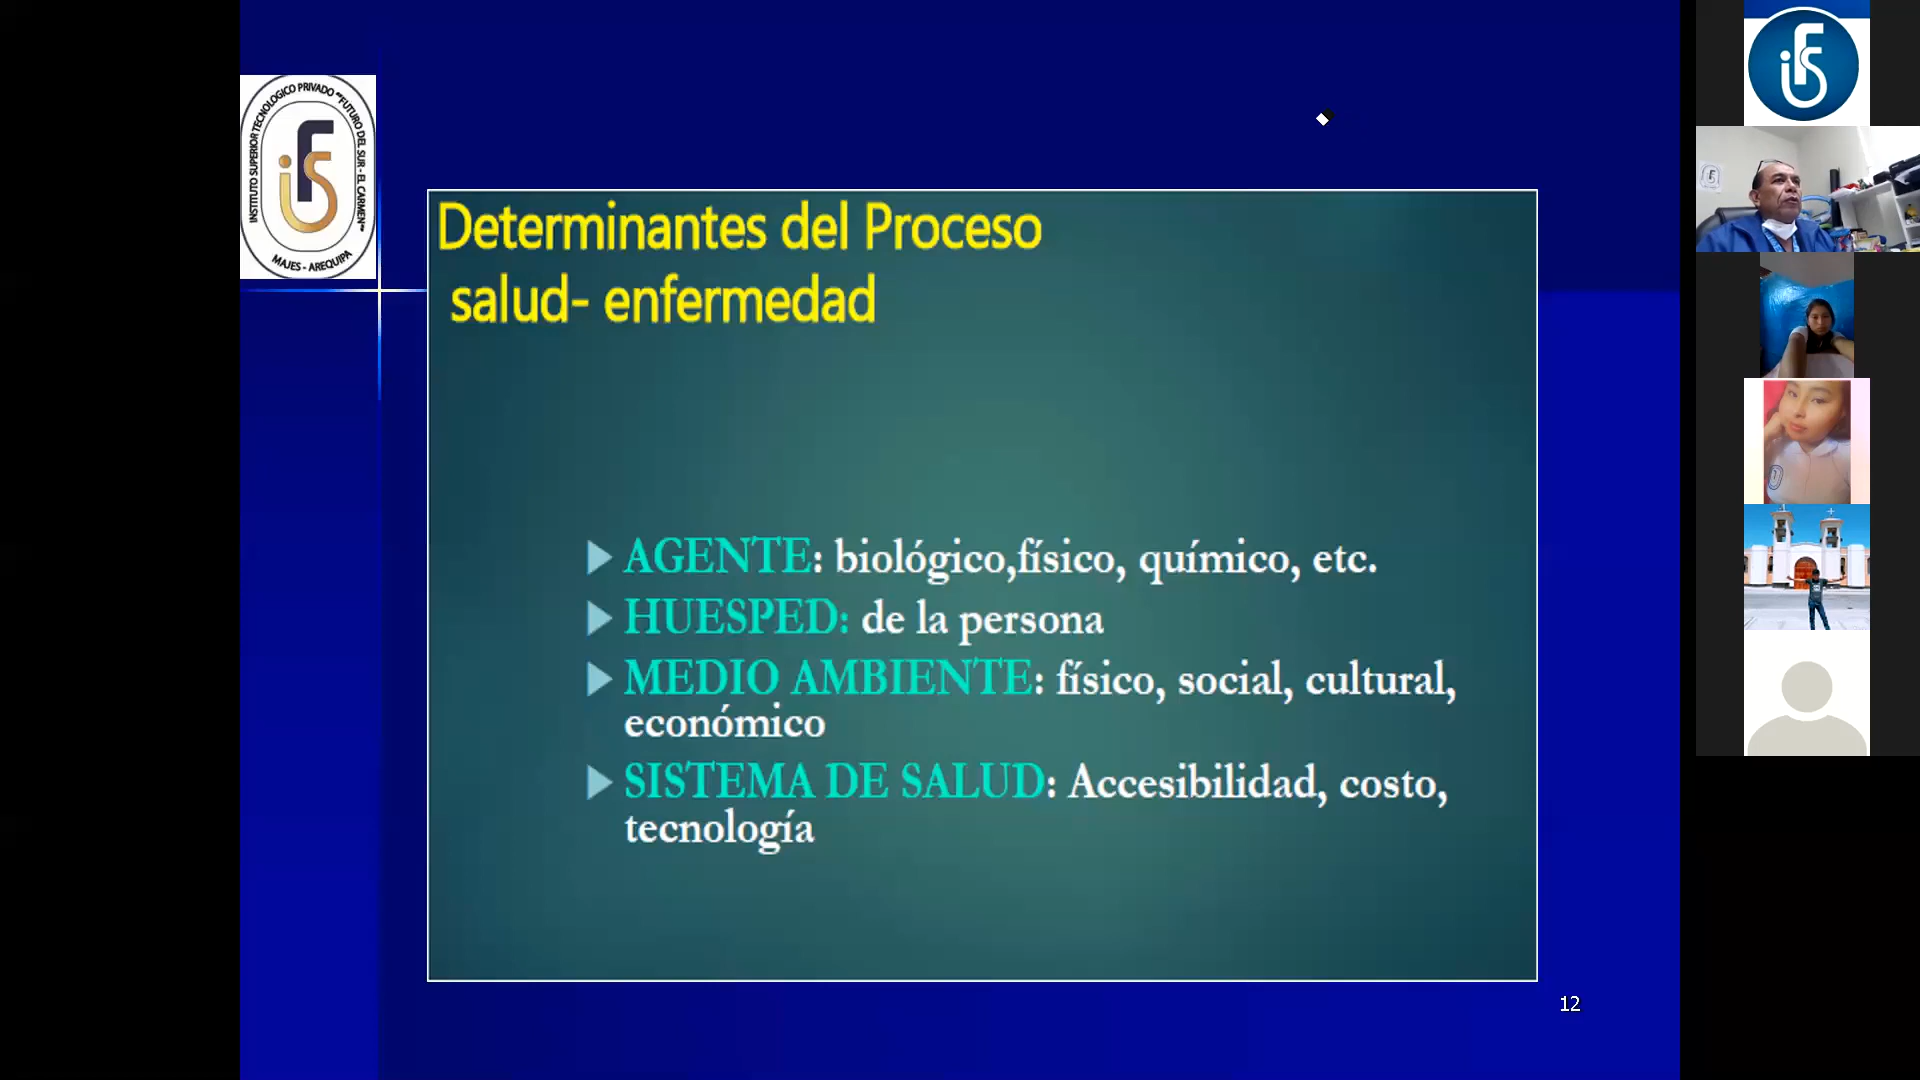 INSTITUTO SUPERIOR TECNOLOGICO PRIVADO "FUTURO DEL SUR - EL CARMEN"
ifs
MAJES - AREQUIPA
Determinantes del Proceso
salud- enfermedad
AGENTE: biológico,físico, químico, etc.
HUESPED: de la persona
MEDIO AMBIENTE: físico, social, cultural,
económico
SISTEMA DE SALUD: Accesibilidad, costo,
tecnología
12
ifs